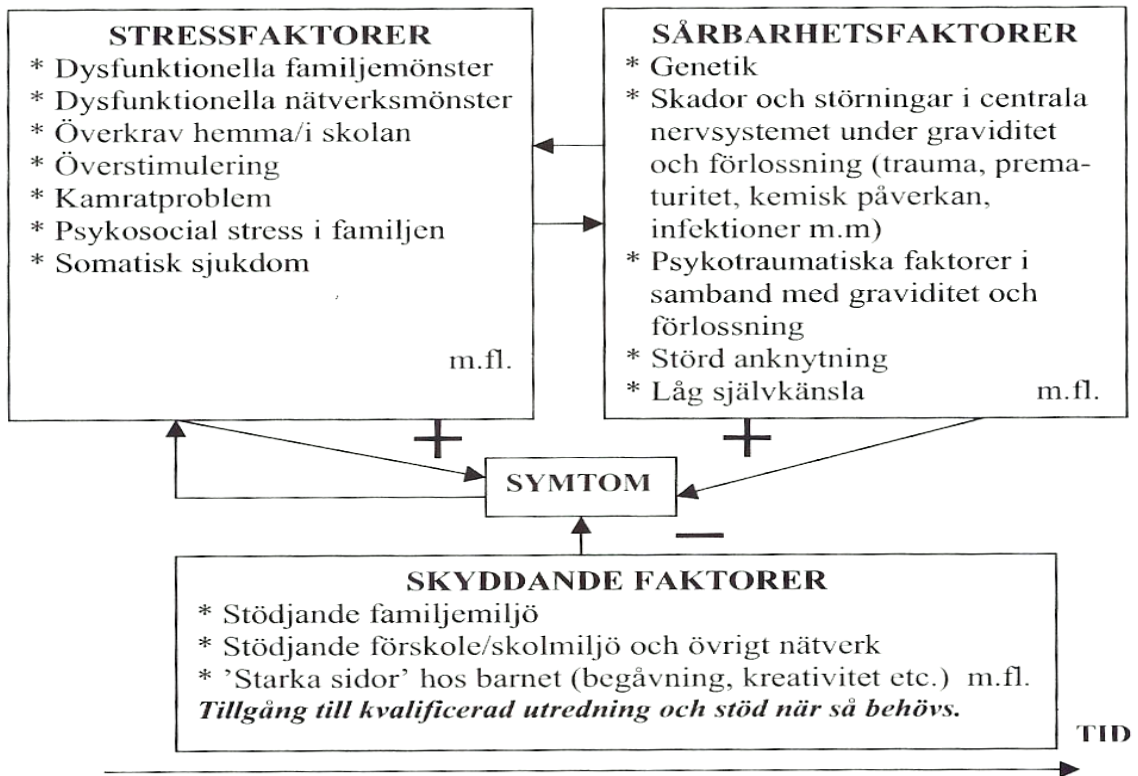 STRESSFAKTORER
* Dysfunktionella familjemönster
* Dysfunktionella nätverksmönster
* Överkrav hemma/i skolan
* Överstimulering
* Kamratproblem
* Psykosocial stress i familjen
* Somatisk sjukdom
m.fl.
SÅRBARHETSFAKTORER
* Genetik
* Skador och störningar i centrala
nervsystemet under graviditet
och förlossning (trauma, prema-
turitet, kemisk påverkan,
infektioner m.m)
* Psykotraumatiska faktorer i
samband med graviditet och
förlossning
* Störd anknytning
* Låg självkänsla m.fl.
+
+
SYMTOM
—
SKYDDANDE FAKTORER
* Stödjande familjemiljö
* Stödjande förskole/skolmiljö och övrigt nätverk
* ’Starka sidor’ hos barnet (begåvning, kreativitet etc.) m.fl.
Tillgång till kvalificerad utredning och stöd när så behövs.
TID